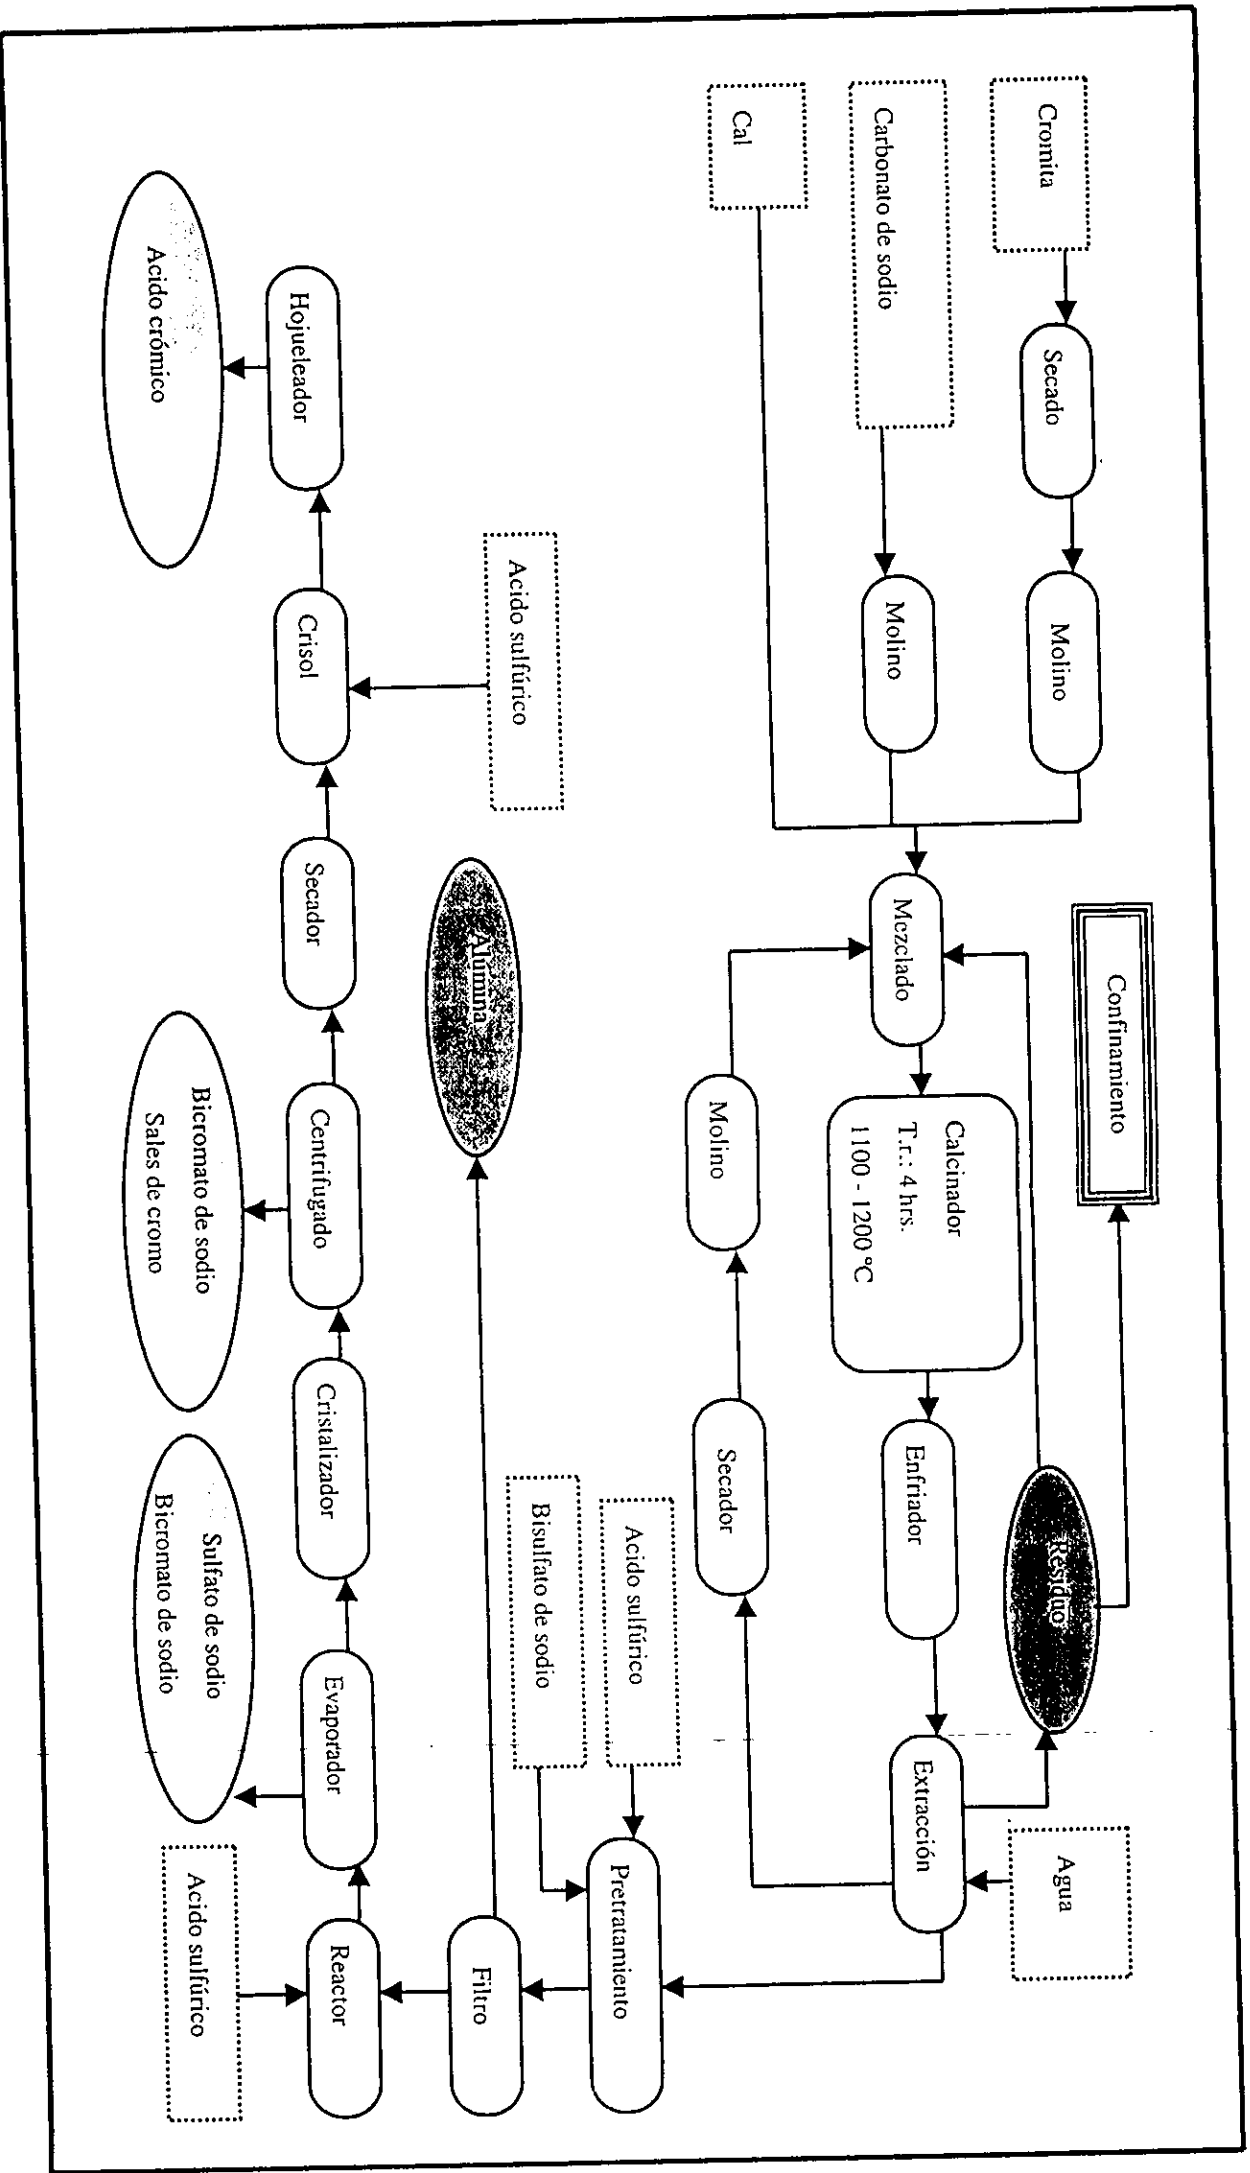 Cromita
Secado
Molino
Confinamiento
Carbonato de sodio
Molino
Cal
Mezclado
Calcinador
T.r.: 4 hrs.
1100 - 1200 °C
Enfriador
Residuo
Extracción
Agua
Molino
Secador
Acido sulfúrico
Bisulfato de sodio
Pretratamiento
Acido sulfúrico
Alúmina
Filtro
Hojueleador
Crisol
Secador
Centrifugado
Cristalizador
Evaporador
Reactor
Acido crómico
Bicromato de sodio
Sales de cromo
Sulfato de sodio
Bicromato de sodio
Acido sulfúrico